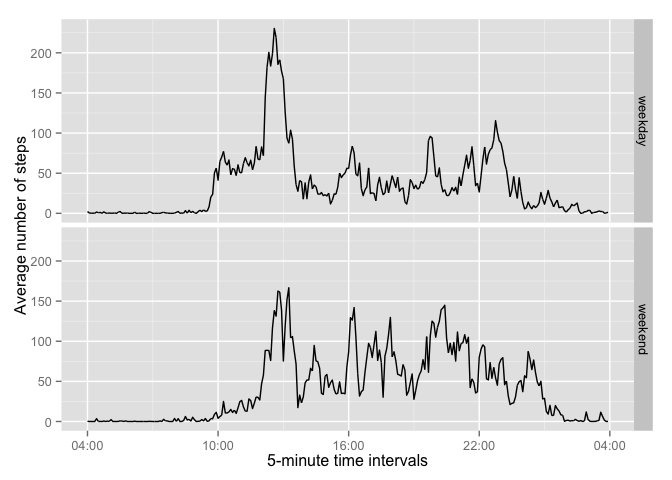 Average number of steps
200
150
100
50
0
weekday
200
150
100
50
0
weekend
04:00 10:00 16:00 22:00 04:00
5-minute time intervals